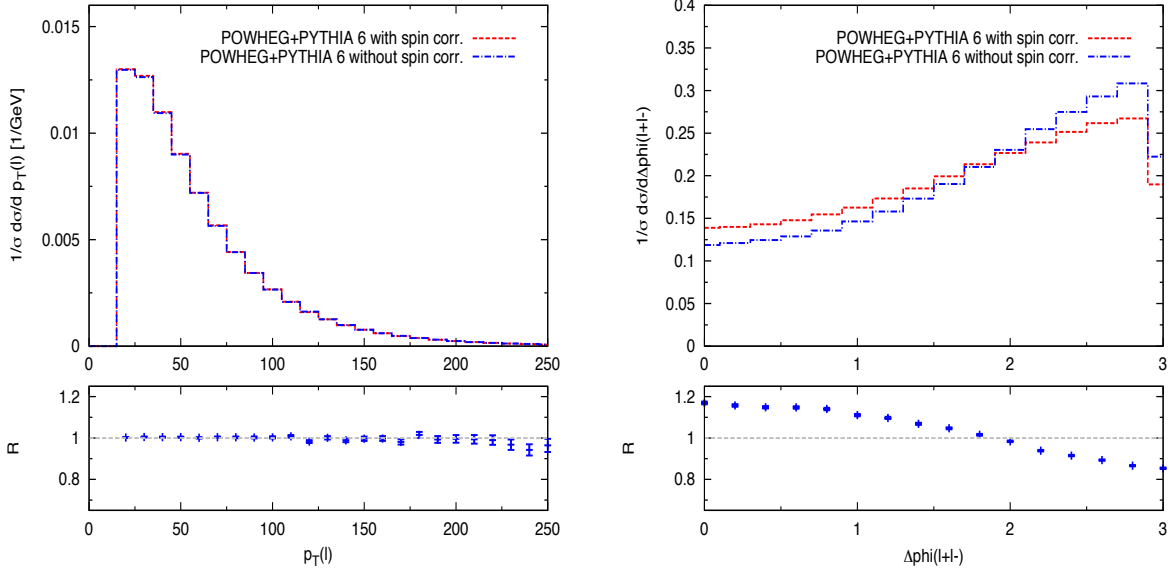 POWHEG+PYTHIA 6 with spin corr.
POWHEG+PYTHIA 6 without spin corr.
1/σ dσ/d p_T(l) [1/GeV]
0.015
0.01
0.005
0
0 50 100 150 200 250
R
1.2
1
0.8
0 50 100 150 200 250
p_T(l)
POWHEG+PYTHIA 6 with spin corr.
POWHEG+PYTHIA 6 without spin corr.
1/σ dσ/dΔphi(l+l-)
0.4
0.35
0.3
0.25
0.2
0.15
0.1
0.05
0
0 1 2 3
R
1.2
1
0.8
0 1 2 3
Δphi(l+l-)